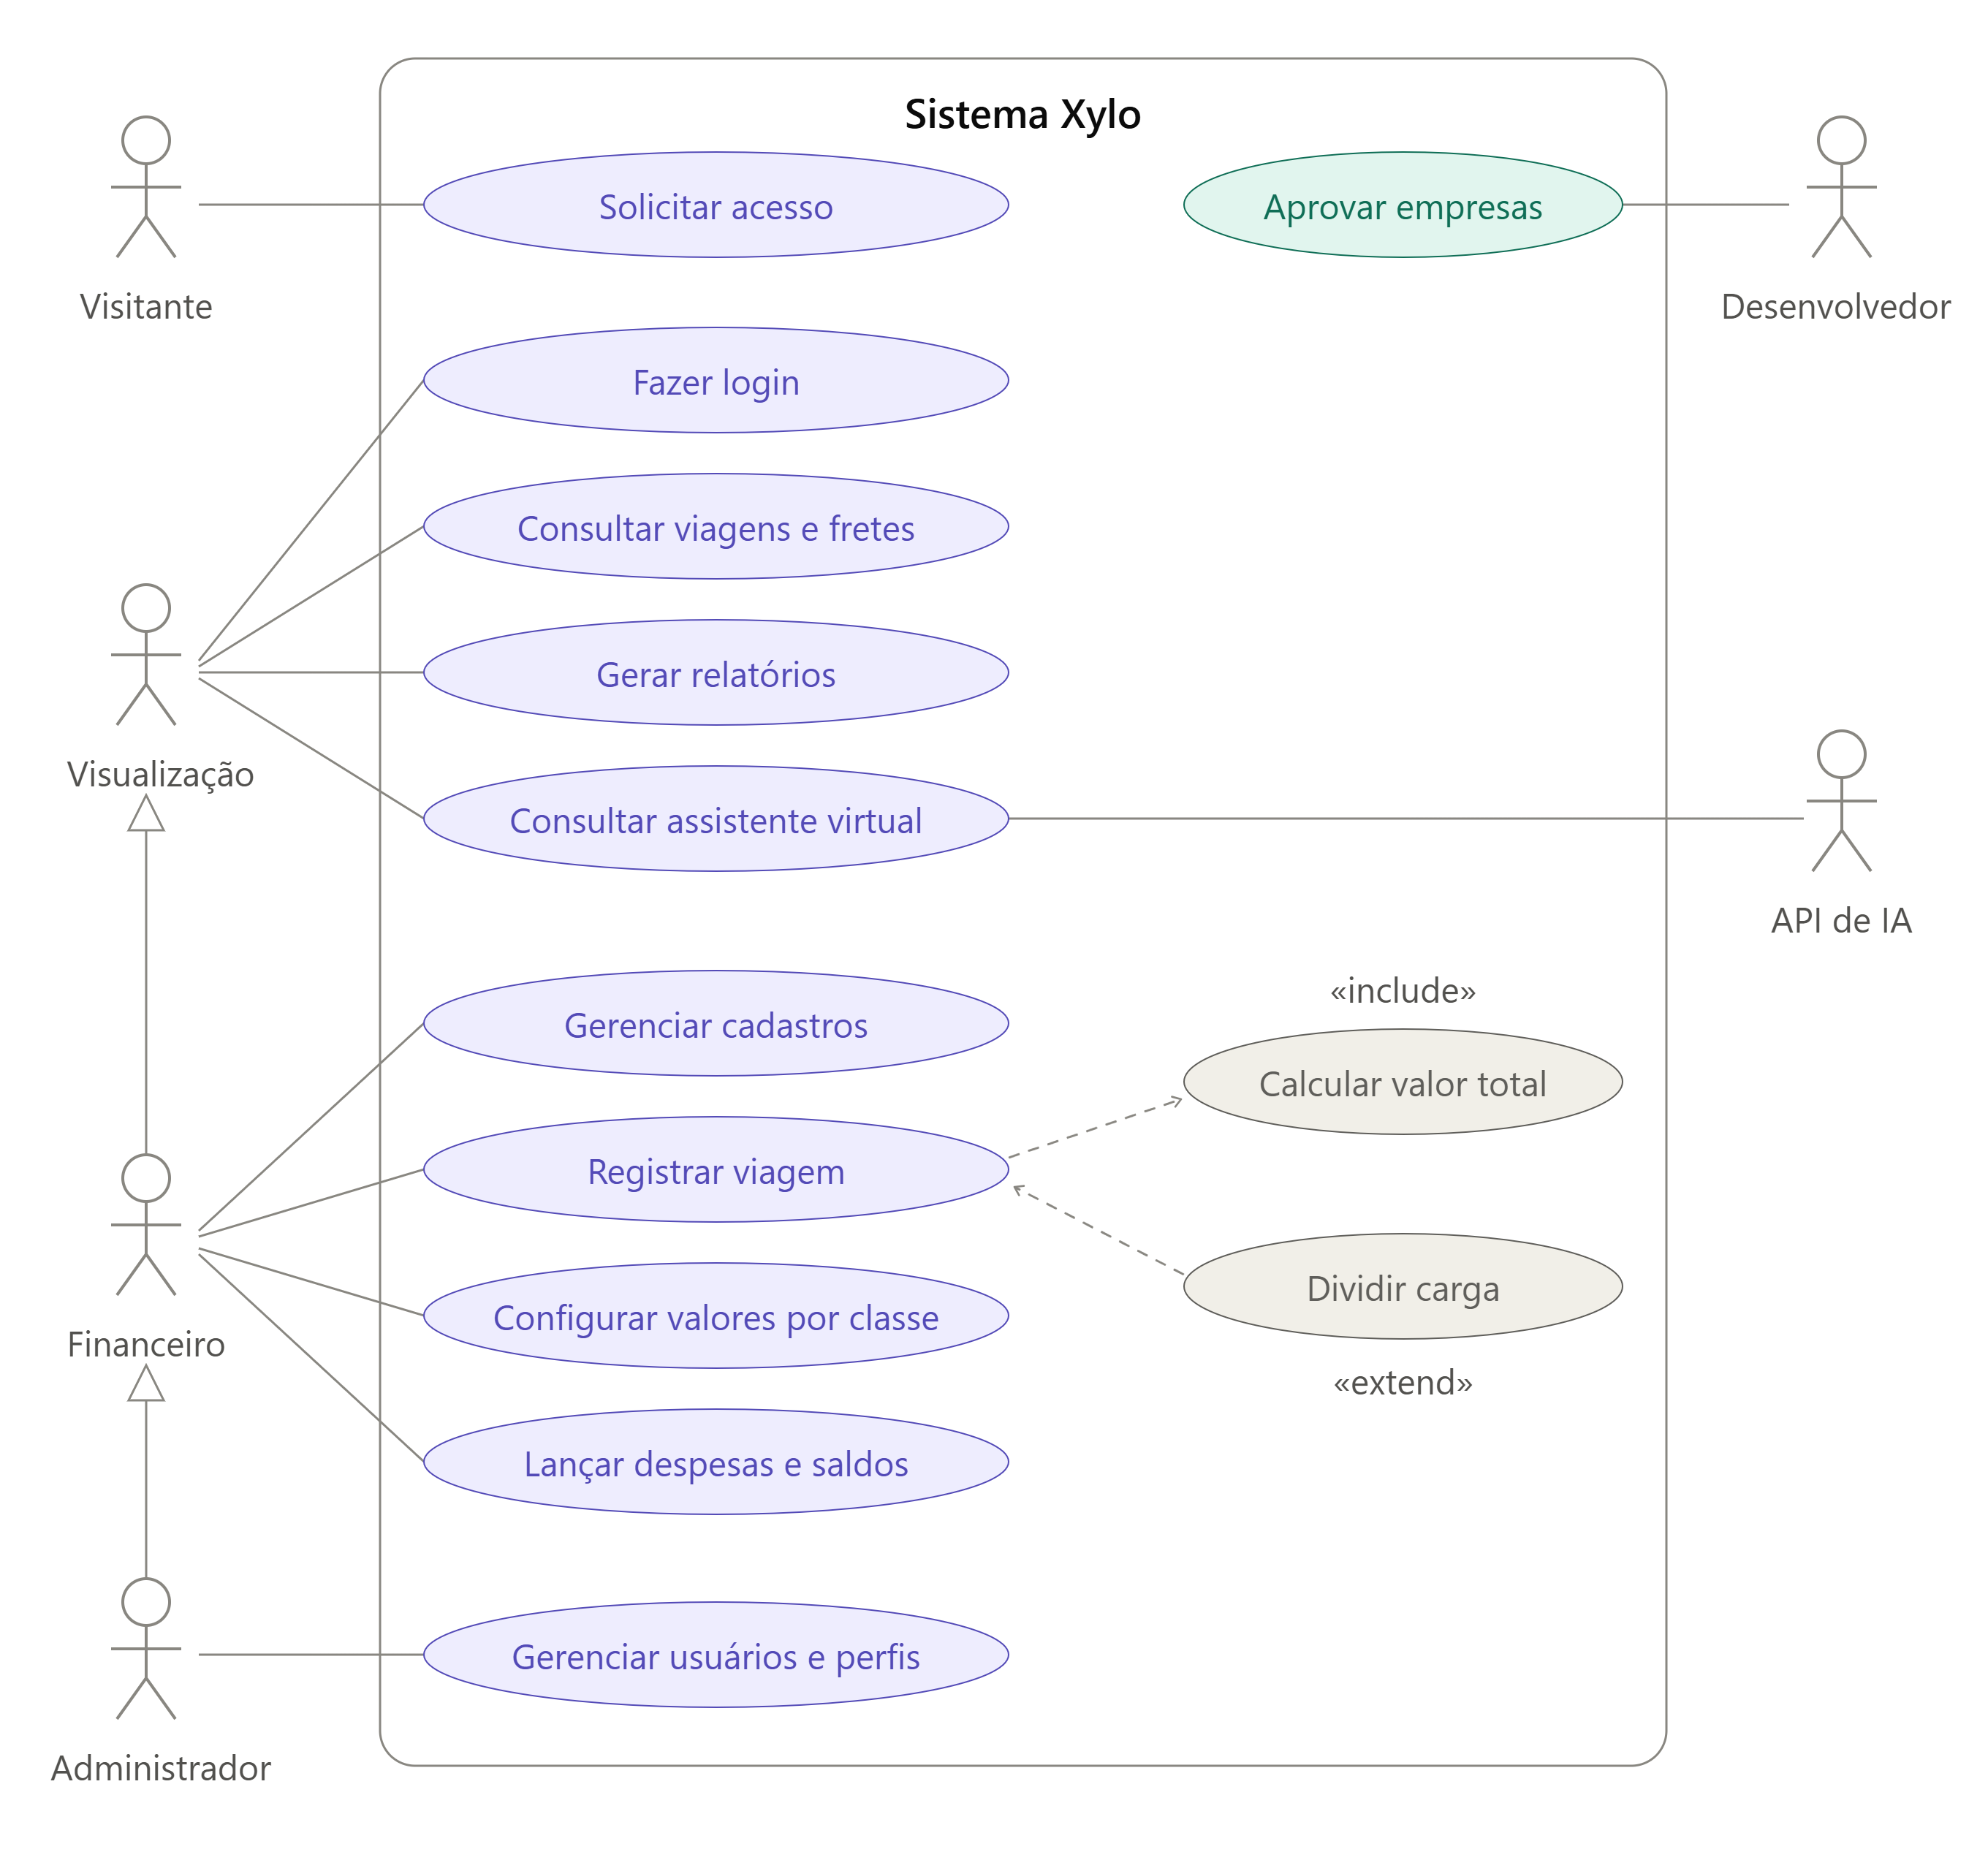 Sistema Xylo
Solicitar acesso
Aprovar empresas
Visitante
Desenvolvedor
Fazer login
Consultar viagens e fretes
Gerar relatórios
Visualização
Consultar assistente virtual
API de IA
«include»
Gerenciar cadastros
Calcular valor total
Registrar viagem
Dividir carga
Configurar valores por classe
Financeiro
«extend»
Lançar despesas e saldos
Gerenciar usuários e perfis
Administrador